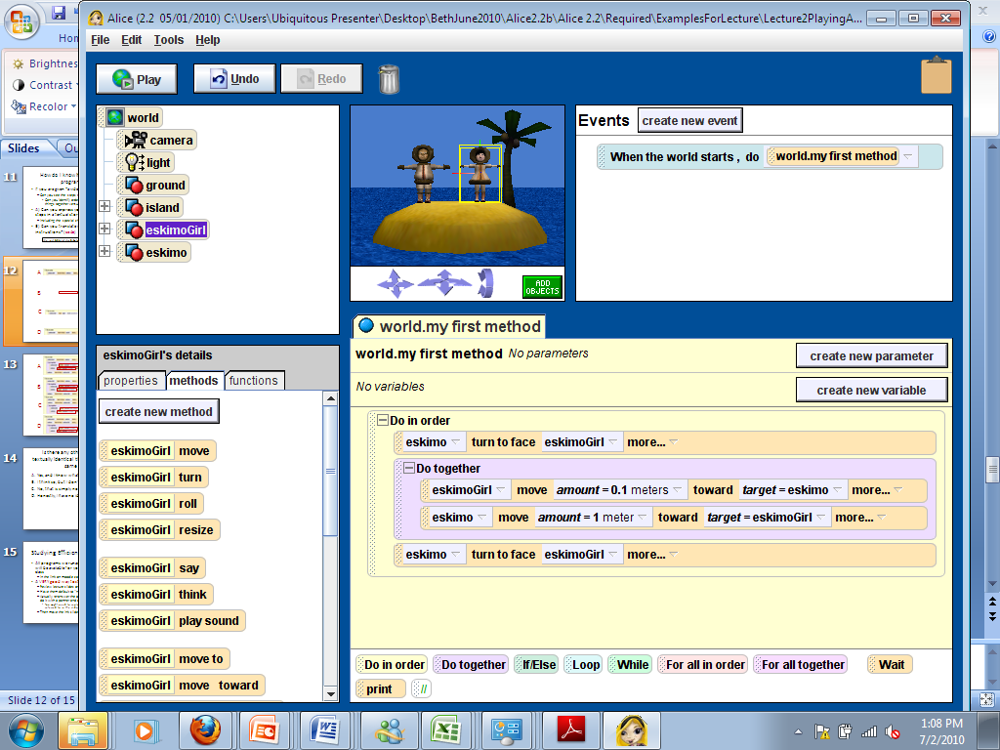 Alice (2.2 05/01/2010) C:\Users\Ubiquitous Presenter\Desktop\BethJune2010\Alice2.2b\Alice 2.2\Required\ExamplesForLecture\Lecture2PlayingA...
File Edit Tools Help
Hom
Brightnes
Contrast
Recolor
Slides Ou
Play Undo Redo
world
camera
light
ground
island
eskimoGirl
eskimo
ADD OBJECTS
Events create new event
When the world starts , do world.my first method
eskimoGirl's details
properties methods functions
create new method
eskimoGirl move
eskimoGirl turn
eskimoGirl roll
eskimoGirl resize
eskimoGirl say
eskimoGirl think
eskimoGirl play sound
eskimoGirl move to
eskimoGirl move toward
world.my first method
world.my first method No parameters create new parameter
No variables create new variable
Do in order
eskimo turn to face eskimoGirl more...
Do together
eskimoGirl move amount = 0.1 meters toward target = eskimo more...
eskimo move amount = 1 meter toward target = eskimoGirl more...
eskimo turn to face eskimoGirl more...
Do in order Do together If/Else Loop While For all in order For all together Wait
print //
11
12
13
14
15
Slide 12 of 15
1:08 PM
7/2/2010